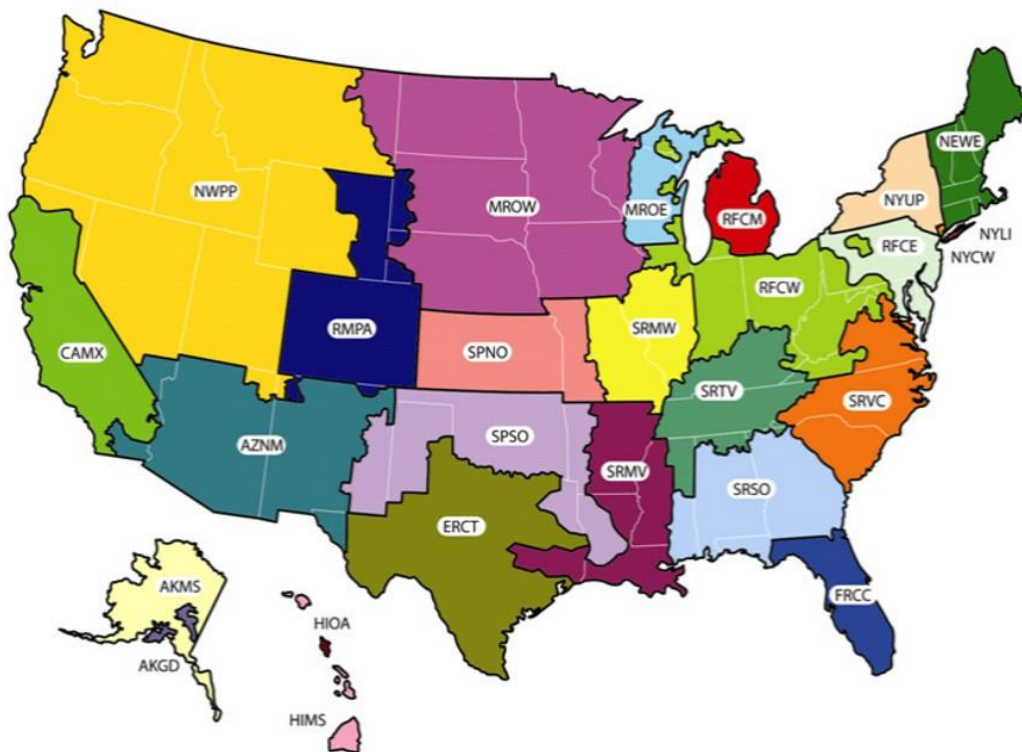 NWPP
MROW
MROE
RFCM
NEWE
NYUP
NYLI
NYCW
RFCE
RFCW
RMPA
SRMW
CAMX
SPNO
SRTV
SRVC
AZNM
SPSO
SRMV
SRSO
ERCT
FRCC
AKMS
HIOA
AKGD
HIMS